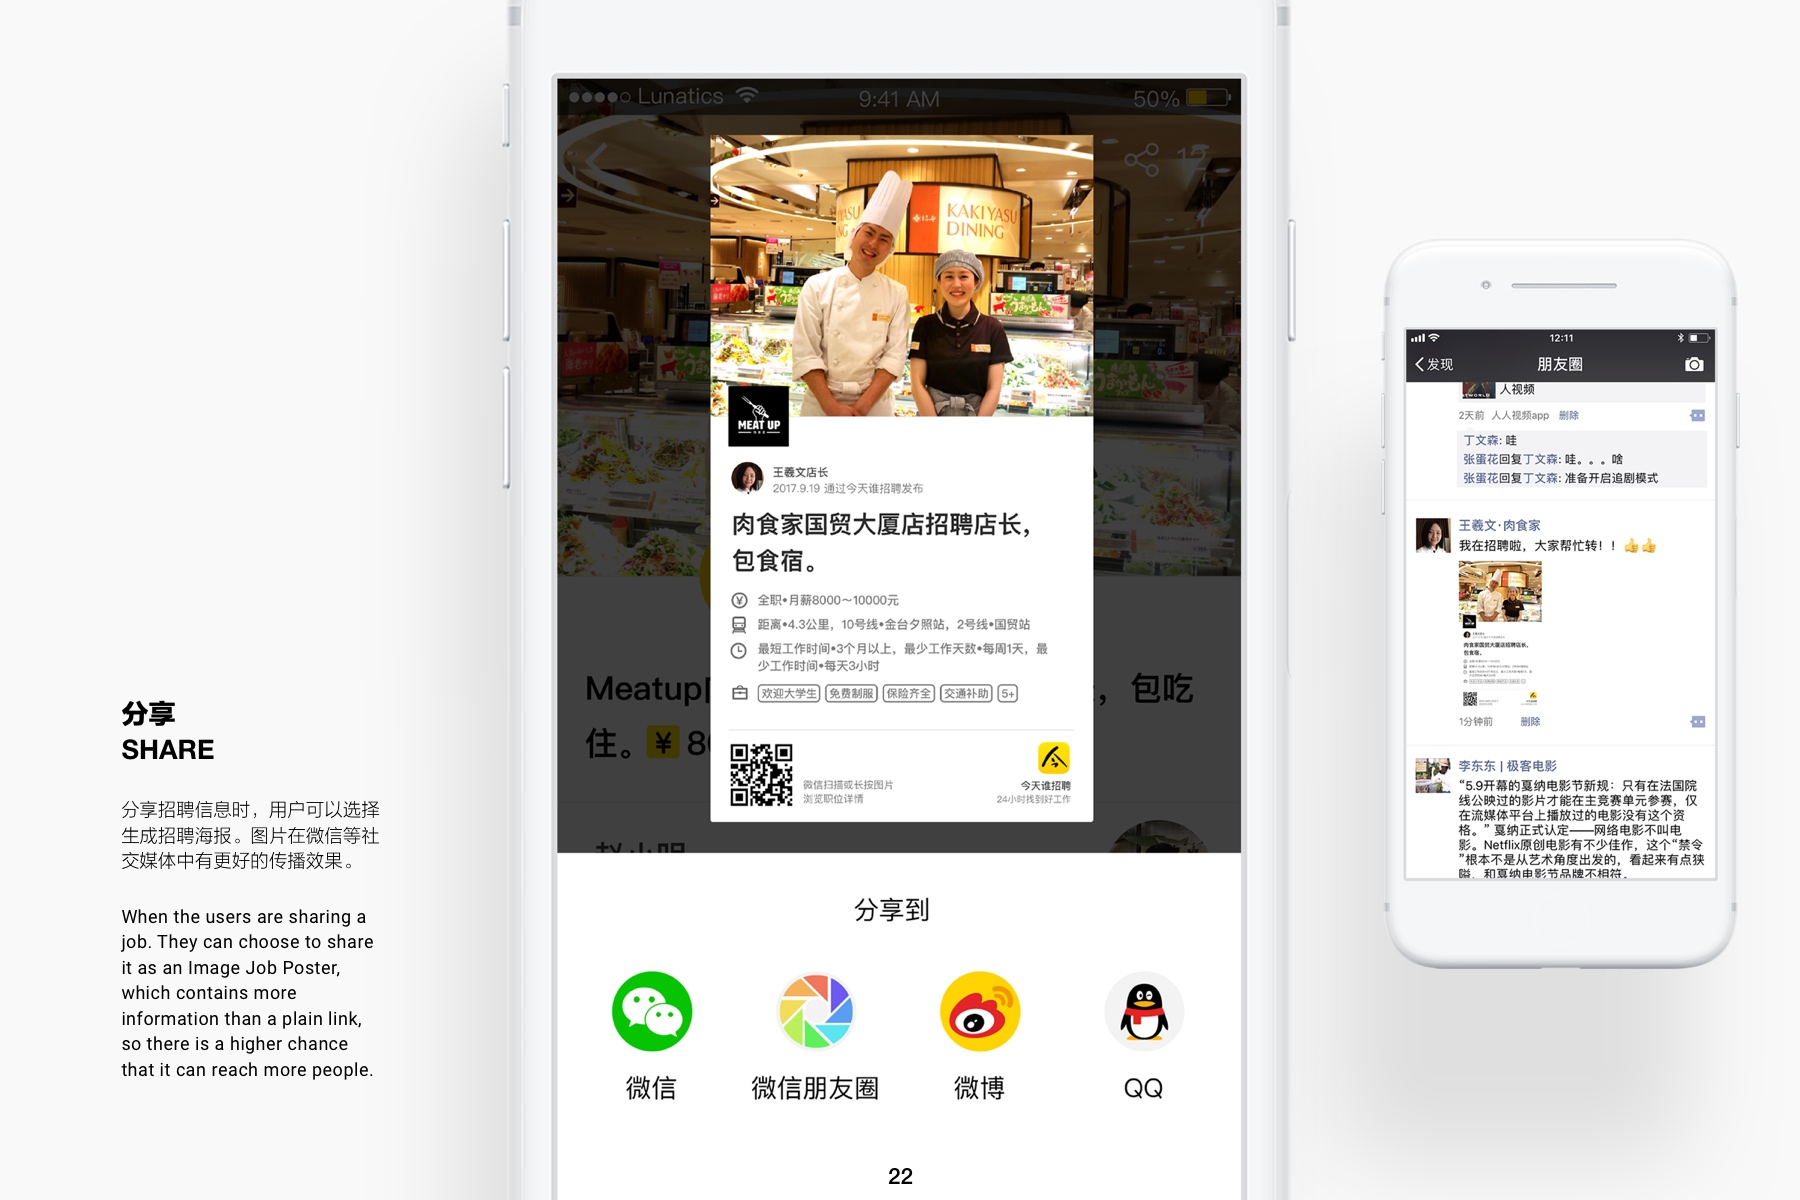 分享
SHARE
分享招聘信息时，用户可以选择
生成招聘海报。图片在微信等社
交媒体中有更好的传播效果。
When the users are sharing a
job. They can choose to share
it as an Image Job Poster,
which contains more
information than a plain link,
so there is a higher chance
that it can reach more people.
Lunatics
9:41 AM
50%
12
KAKIYASU
DINING
MEAT UP
王羲文店长
2017.9.19 通过今天谁招聘发布
肉食家国贸大厦店招聘店长，
包食宿。
全职•月薪8000～10000元
距离•4.3公里，10号线•金台夕照站，2号线•国贸站
最短工作时间•3个月以上，最少工作天数•每周1天，最
少工作时间•每天3小时
欢迎大学生 免费制服 保险齐全 交通补助 5+
微信扫描或长按图片
浏览职位详情
今天谁招聘
24小时找到好工作
Meatup
，包吃
住。¥ 8
分享到
微信 微信朋友圈 微博 QQ
22
12:11
发现
朋友圈
人视频
2天前 人人视频app 删除
丁文森: 哇
张蛋花回复丁文森: 哇。。。啥
张蛋花回复丁文森: 准备开启追剧模式
王羲文·肉食家
我在招聘啦，大家帮忙转！！👍👍
肉食家国贸大厦店招聘店长，
包食宿。
1分钟前 删除
李东东 | 极客电影
“5.9开幕的戛纳电影节新规：只有在法国院
线公映过的影片才能在主竞赛单元参赛，仅
在流媒体平台上播放过的电影没有这个资
格。” 戛纳正式认定——网络电影不叫电
影。Netflix原创电影有不少佳作，这个“禁令
”根本不是从艺术角度出发的，看起来有点狭
隘，和戛纳电影节品牌不相符。